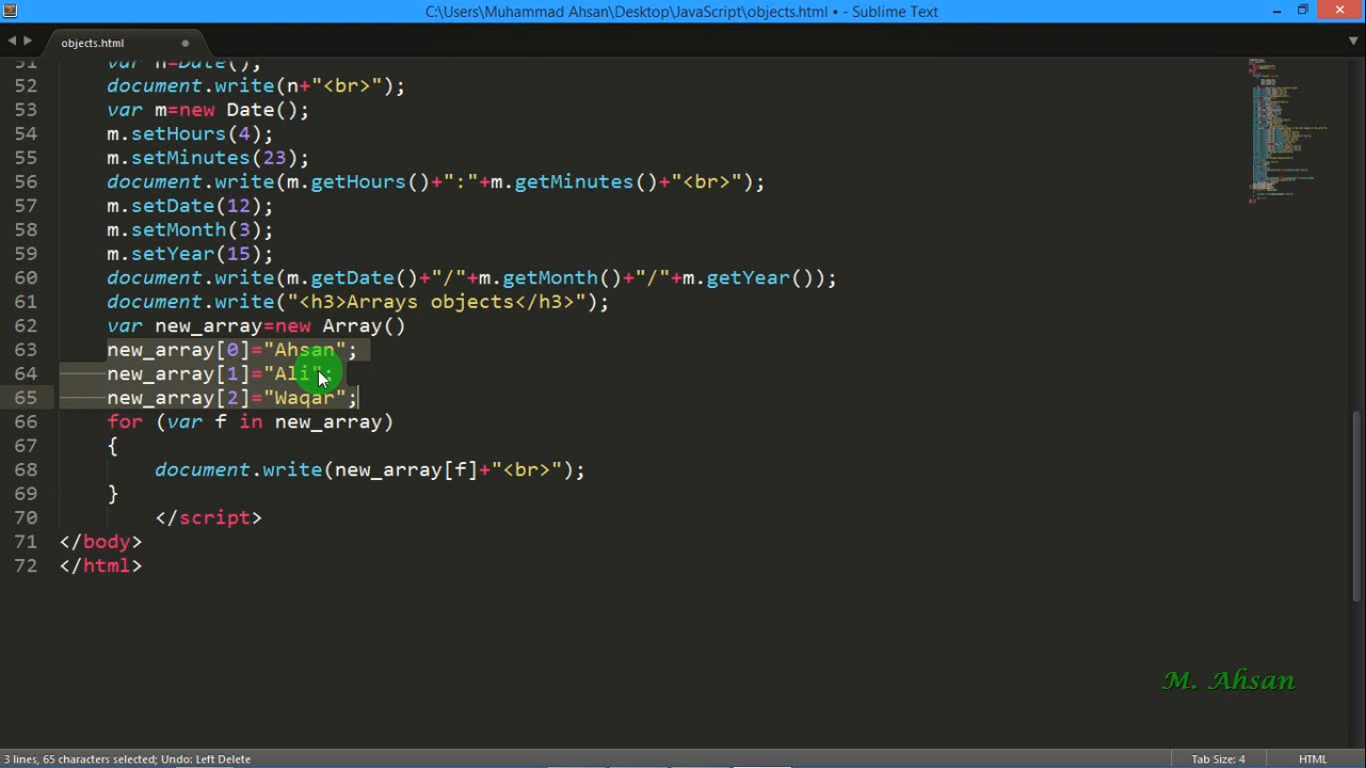 C:\Users\Muhammad Ahsan\Desktop\JavaScript\objects.html • - Sublime Text
objects.html
51 var n=Date();
52 document.write(n+"<br>");
53 var m=new Date();
54 m.setHours(4);
55 m.setMinutes(23);
56 document.write(m.getHours()+":"+m.getMinutes()+"<br>");
57 m.setDate(12);
58 m.setMonth(3);
59 m.setYear(15);
60 document.write(m.getDate()+"/"+m.getMonth()+"/"+m.getYear());
61 document.write("<h3>Arrays objects</h3>");
62 var new_array=new Array()
63 new_array[0]="Ahsan";
64 new_array[1]="Ali";
65 new_array[2]="Waqar";
66 for (var f in new_array)
67 {
68 document.write(new_array[f]+"<br>");
69 }
70 </script>
71 </body>
72 </html>
M. Ahsan
3 lines, 65 characters selected; Undo: Left Delete
Tab Size: 4
HTML